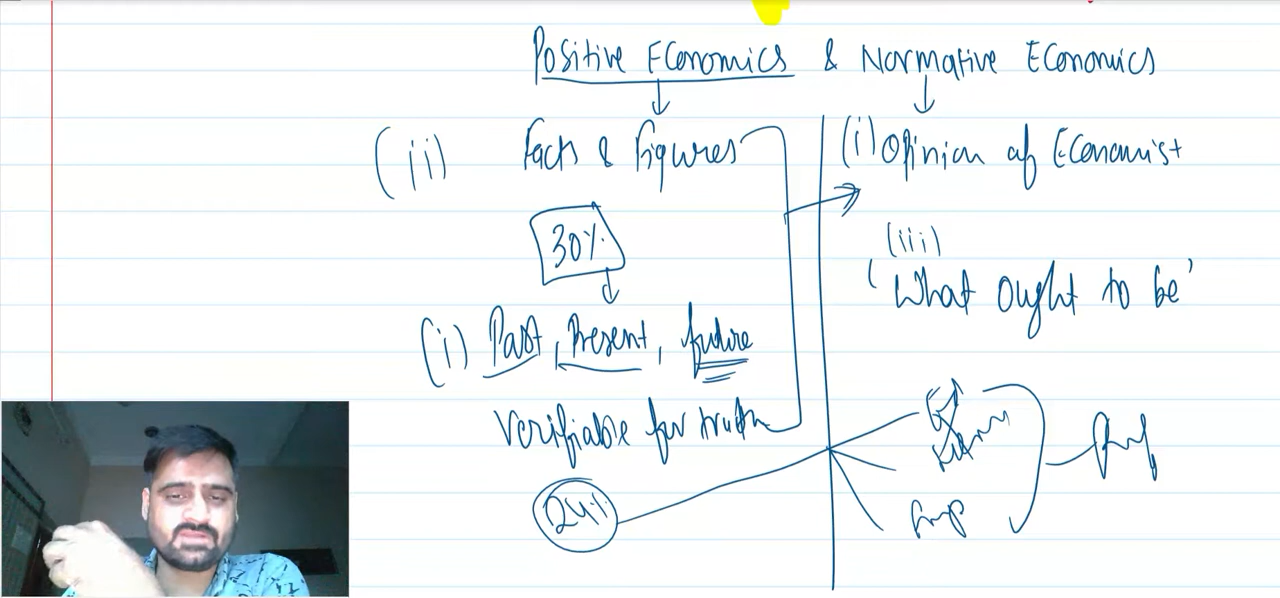 Positive Economics & Normative Economics
(ii) Facts & Figures
(i) Opinion of Economist
30%
(iii)
'What ought to be'
(i) Past, Present, future
Verifiable for truth
24%
Emp